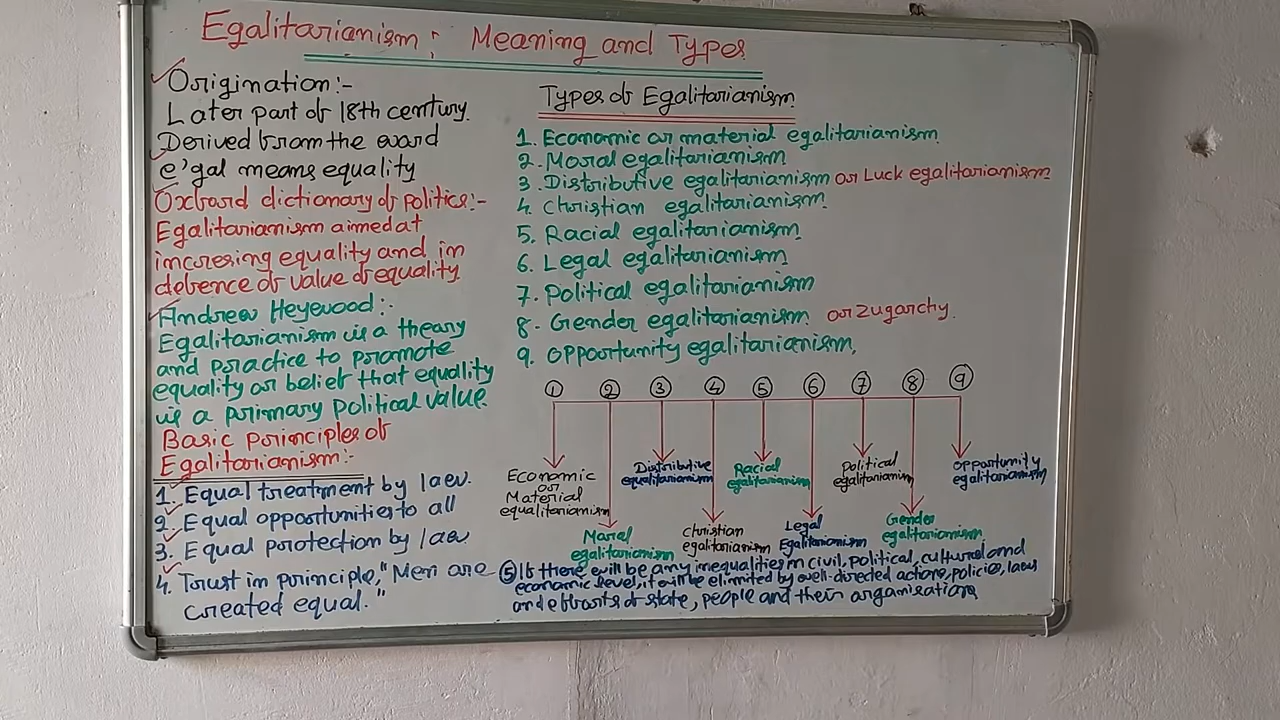 Egalitarianism: Meaning and Types
Origination:-
Later part of 18th century.
Derived from the word
e'gal means equality
Oxford dictionary of politics:-
Egalitarianism aimed at
incresing equality and in
defence of value of equality.
Andrew Heyewood:-
Egalitarianism is a theory
and practice to promote
equality or belief that equality
is a primary political value.
Basic principles of
Egalitarianism:-
1. Equal treatment by law.
2. Equal opportunities to all
3. Equal protection by law
4. Trust in principle, "Men are
created equal."
Types of Egalitarianism
1. Economic or material egalitarianism
2. Moral egalitarianism
3. Distributive egalitarianism or Luck egalitarianism
4. Christian egalitarianism
5. Racial egalitarianism
6. Legal egalitarianism
7. Political egalitarianism
8. Gender egalitarianism or Zugarchy.
9. Opportunity egalitarianism.
1 2 3 4 5 6 7 8 9
Economic
or
Material
equalitarianism
Moral
egalitarianism
Distributive
equalitarianism
Christian
egalitarianism
Racial
egalitarianism
Legal
Egalitarianism
Political
egalitarianism
Gender
egalitarianism
Opportunity
egalitarianism
5 If there will be any inequalities in civil, political, cultural and
economic level, it will be elimited by well-directed actions, policies, laws
and efforts of state, people and their organisations